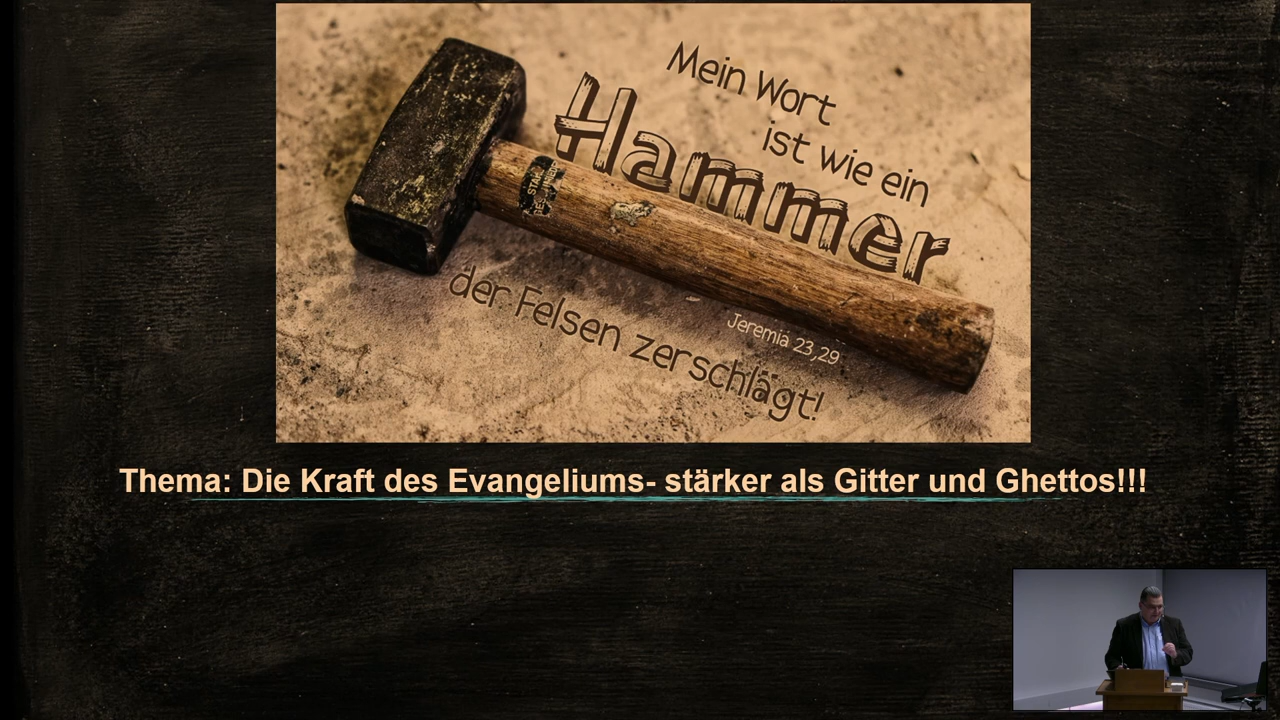 Mein Wort
ist wie ein
Hammer
der Felsen zerschlägt!
Jeremia 23,29
Thema: Die Kraft des Evangeliums- stärker als Gitter und Ghettos!!!